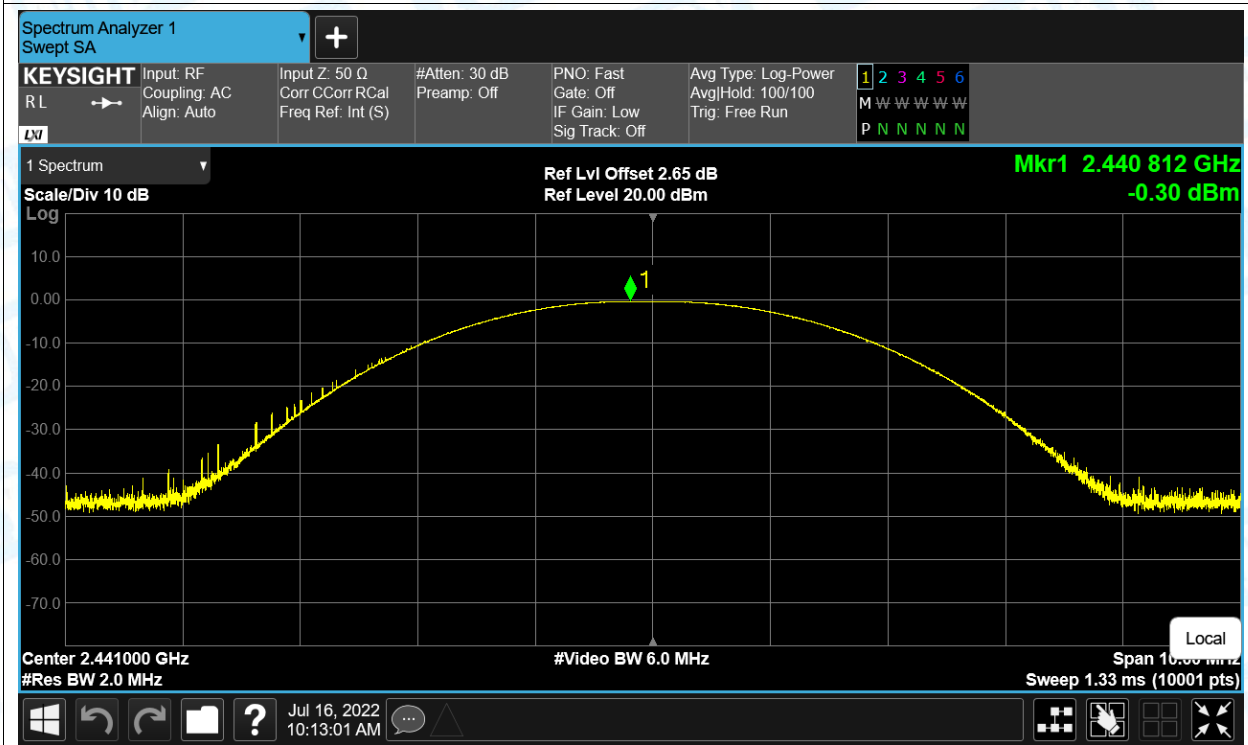 Spectrum Analyzer 1
Swept SA
KEYSIGHT
R L
LXI
Input: RF
Coupling: AC
Align: Auto
Input Z: 50 Ω
Corr CCorr RCal
Freq Ref: Int (S)
#Atten: 30 dB
Preamp: Off
PNO: Fast
Gate: Off
IF Gain: Low
Sig Track: Off
Avg Type: Log-Power
Avg|Hold: 100/100
Trig: Free Run
1 2 3 4 5 6
M W W W W W
P N N N N N
1 Spectrum
Scale/Div 10 dB
Log
Ref Lvl Offset 2.65 dB
Ref Level 20.00 dBm
Mkr1 2.440 812 GHz
-0.30 dBm
1
10.0
0.00
-10.0
-20.0
-30.0
-40.0
-50.0
-60.0
-70.0
Local
Center 2.441000 GHz
#Res BW 2.0 MHz
#Video BW 6.0 MHz
Span 10.00 MHz
Sweep 1.33 ms (10001 pts)
?
Jul 16, 2022
10:13:01 AM